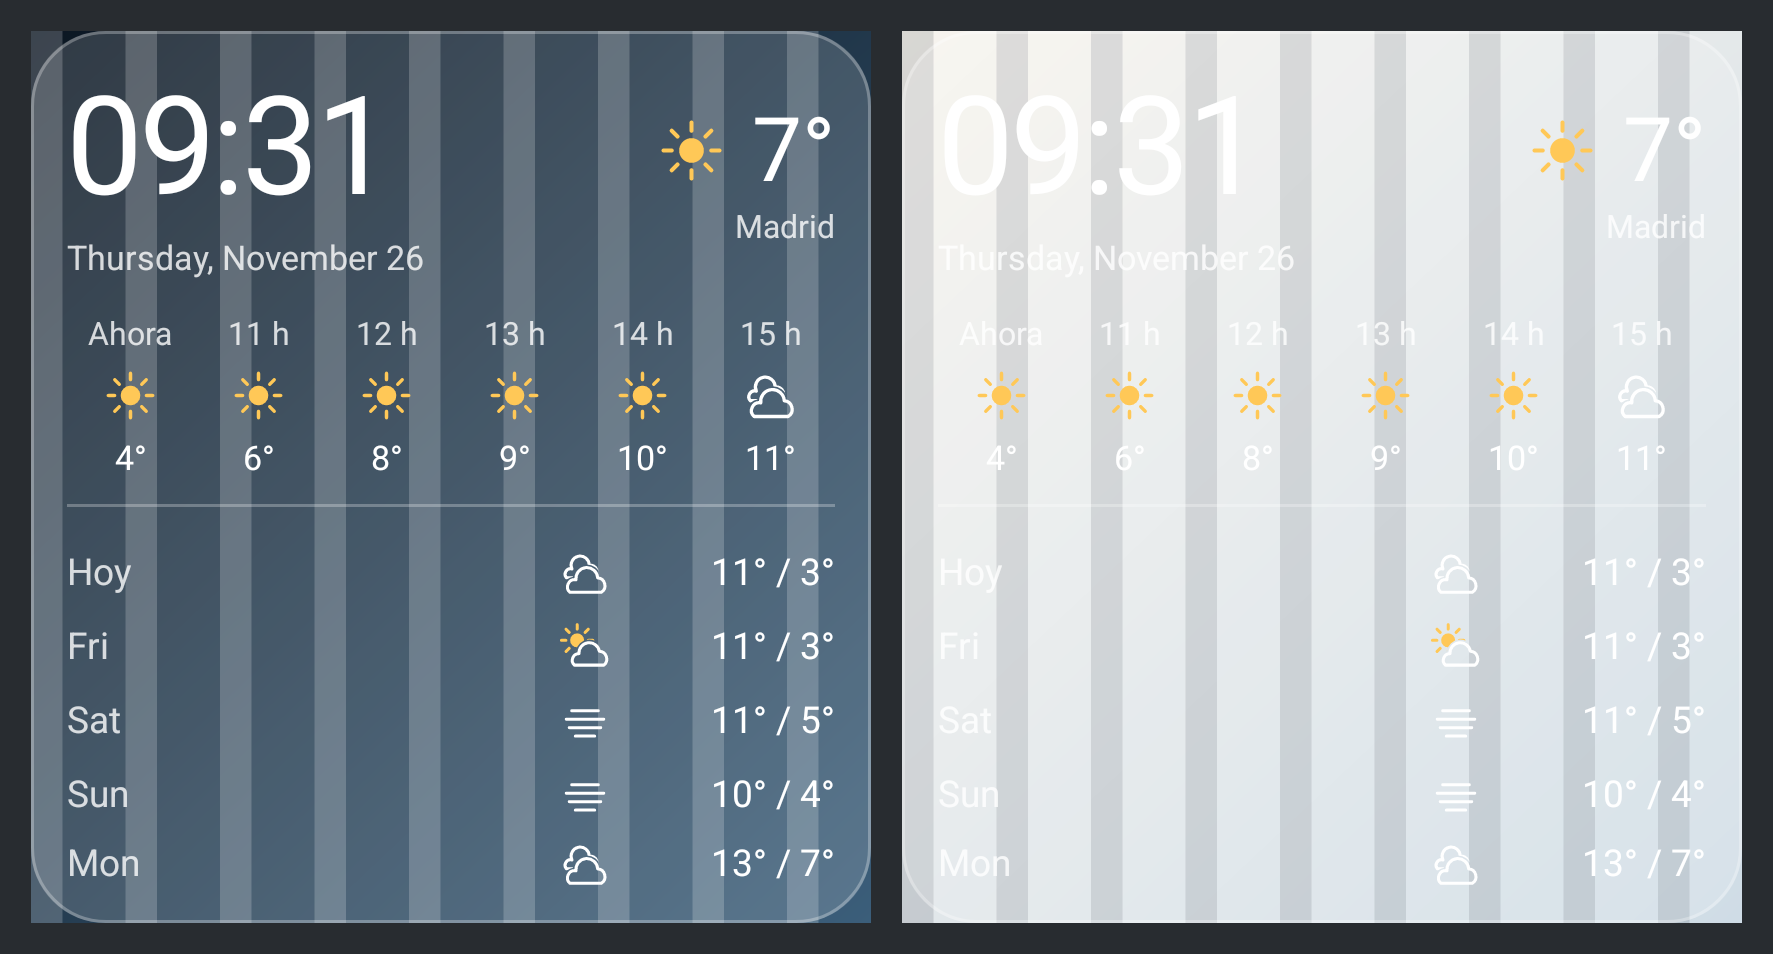 09:31
7°
Madrid
Thursday, November 26
Ahora 11 h 12 h 13 h 14 h 15 h
4° 6° 8° 9° 10° 11°
Hoy 11° / 3°
Fri 11° / 3°
Sat 11° / 5°
Sun 10° / 4°
Mon 13° / 7°
09:31
7°
Madrid
Thursday, November 26
Ahora 11 h 12 h 13 h 14 h 15 h
4° 6° 8° 9° 10° 11°
Hoy 11° / 3°
Fri 11° / 3°
Sat 11° / 5°
Sun 10° / 4°
Mon 13° / 7°